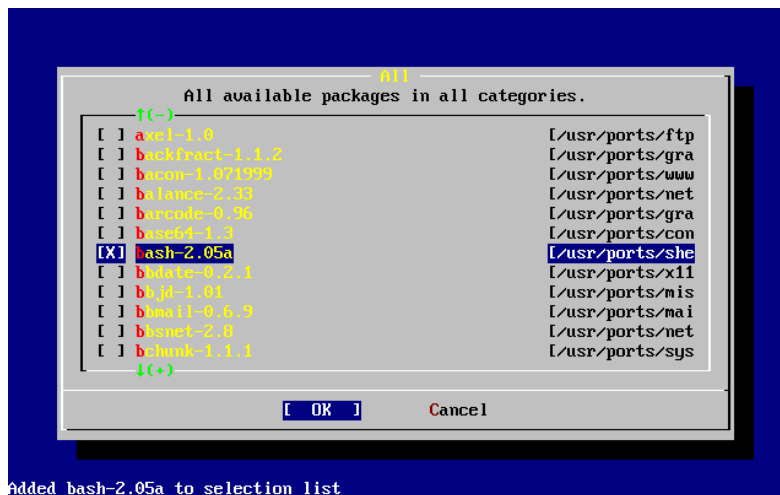 All
All available packages in all categories.
↑(-)
[ ] axel-1.0 [/usr/ports/ftp
[ ] backfract-1.1.2 [/usr/ports/gra
[ ] bacon-1.071999 [/usr/ports/www
[ ] balance-2.33 [/usr/ports/net
[ ] barcode-0.96 [/usr/ports/gra
[ ] base64-1.3 [/usr/ports/con
[X] bash-2.05a [/usr/ports/she
[ ] bbdate-0.2.1 [/usr/ports/x11
[ ] bbjd-1.01 [/usr/ports/mis
[ ] bbmail-0.6.9 [/usr/ports/mai
[ ] bbsnet-2.8 [/usr/ports/net
[ ] bchunk-1.1.1 [/usr/ports/sys
↓(+)
[ OK ] Cancel
Added bash-2.05a to selection list